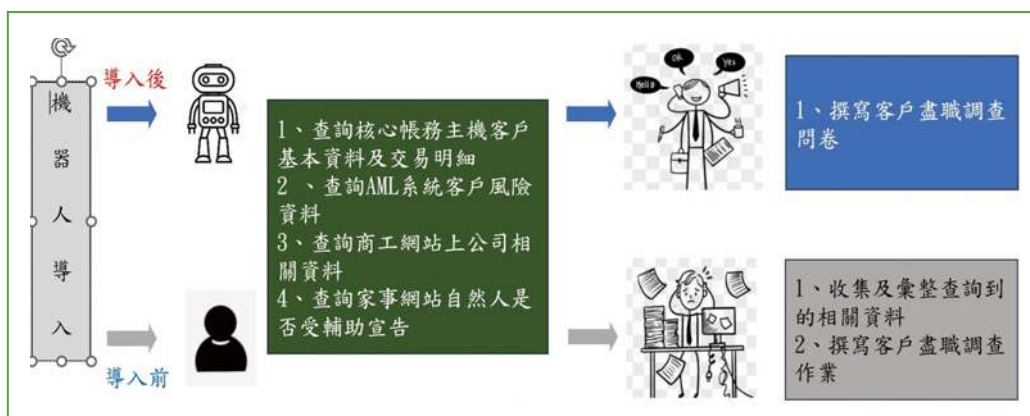 機器人導入
導入後
導入前
1、查詢核心帳務主機客戶
基本資料及交易明細
2 、查詢AML系統客戶風險
資料
3、查詢商工網站上公司相
關資料
4、查詢家事網站自然人是
否受輔助宣告
Hello
OK
Yes
1、撰寫客戶盡職調查
問卷
1、收集及彙整查詢到
的相關資料
2、撰寫客戶盡職調查
作業